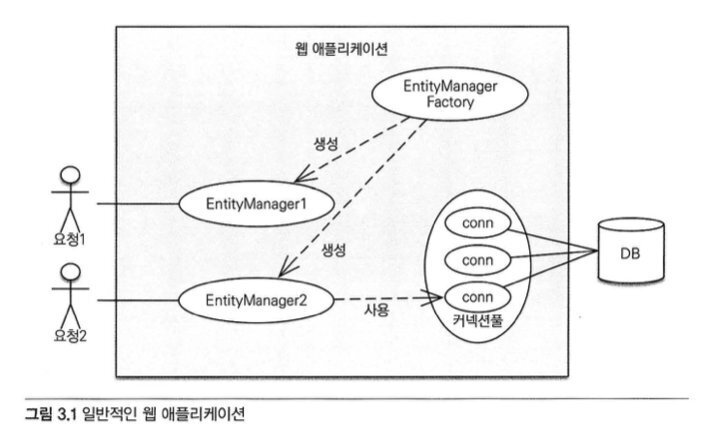 웹 애플리케이션
EntityManager
Factory
생성
EntityManager1
요청1
conn
생성
conn
DB
EntityManager2
사용
conn
커넥션풀
요청2
그림 3.1 일반적인 웹 애플리케이션